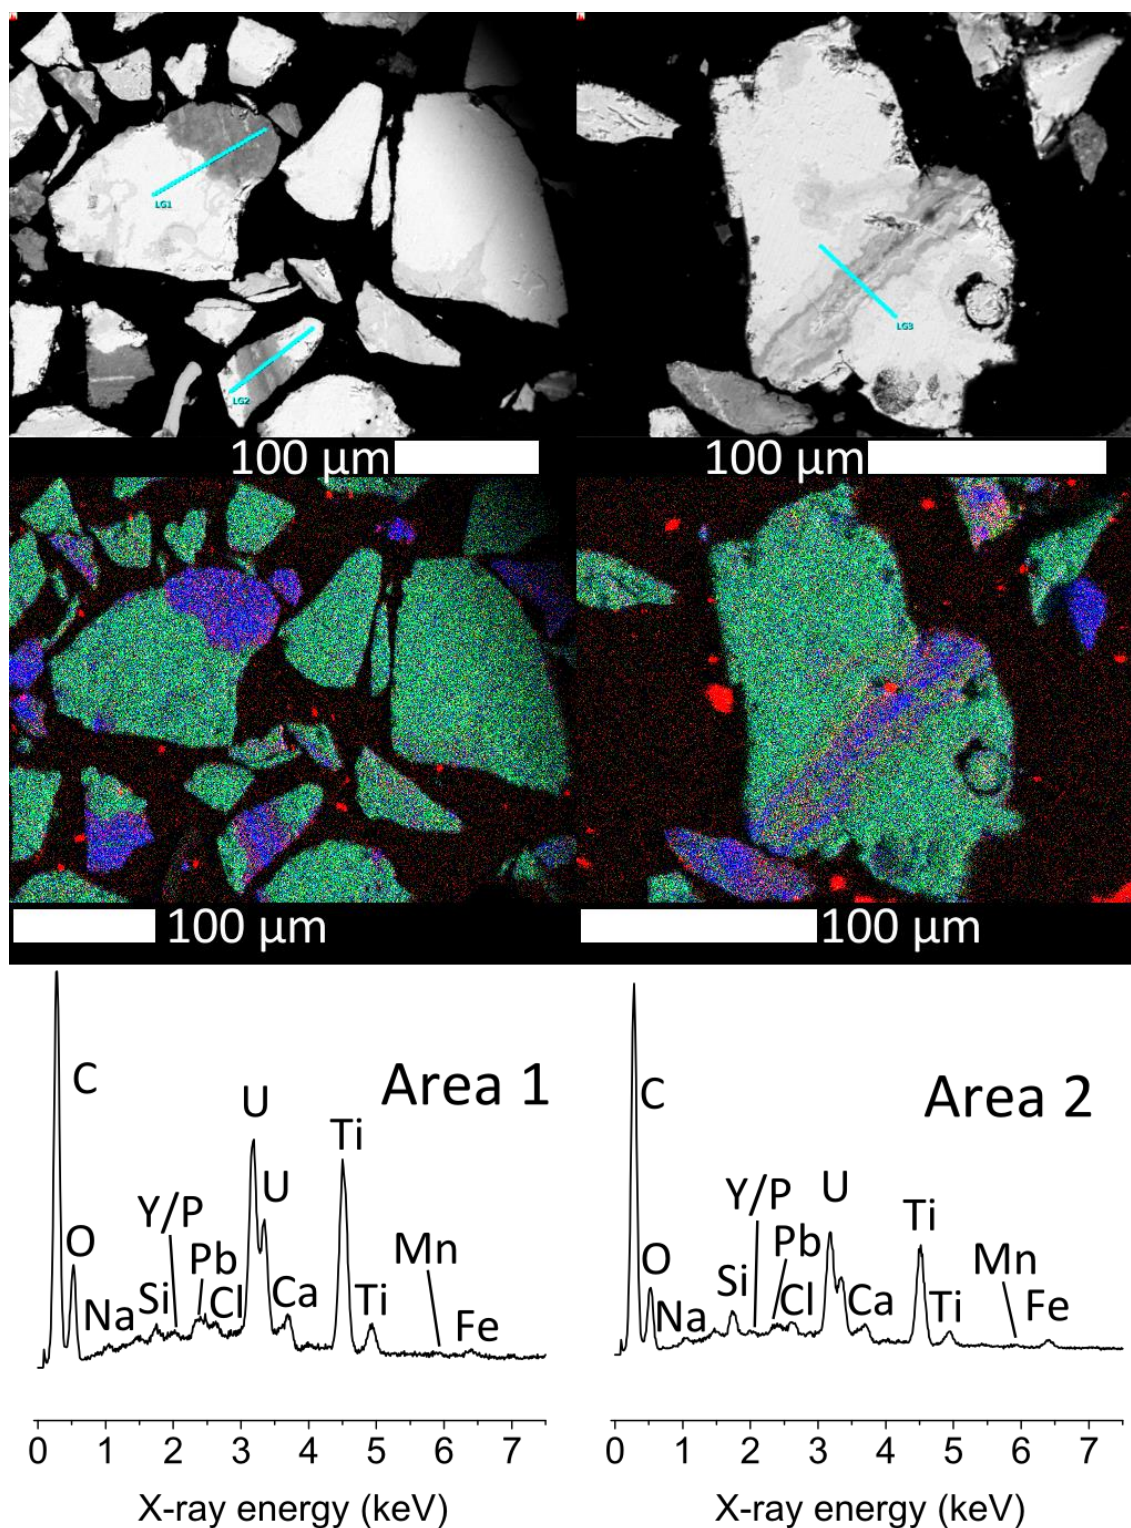 LG1
LG2
LG3
100 µm
100 µm
100 µm
100 µm
Area 1
C
O
Na
Si
Y/P
Pb
Cl
U
U
Ca
Ti
Ti
Mn
Fe
0 1 2 3 4 5 6 7
X-ray energy (keV)
Area 2
C
O
Na
Si
Y/P
Pb
Cl
U
Ca
Ti
Ti
Mn
Fe
0 1 2 3 4 5 6 7
X-ray energy (keV)